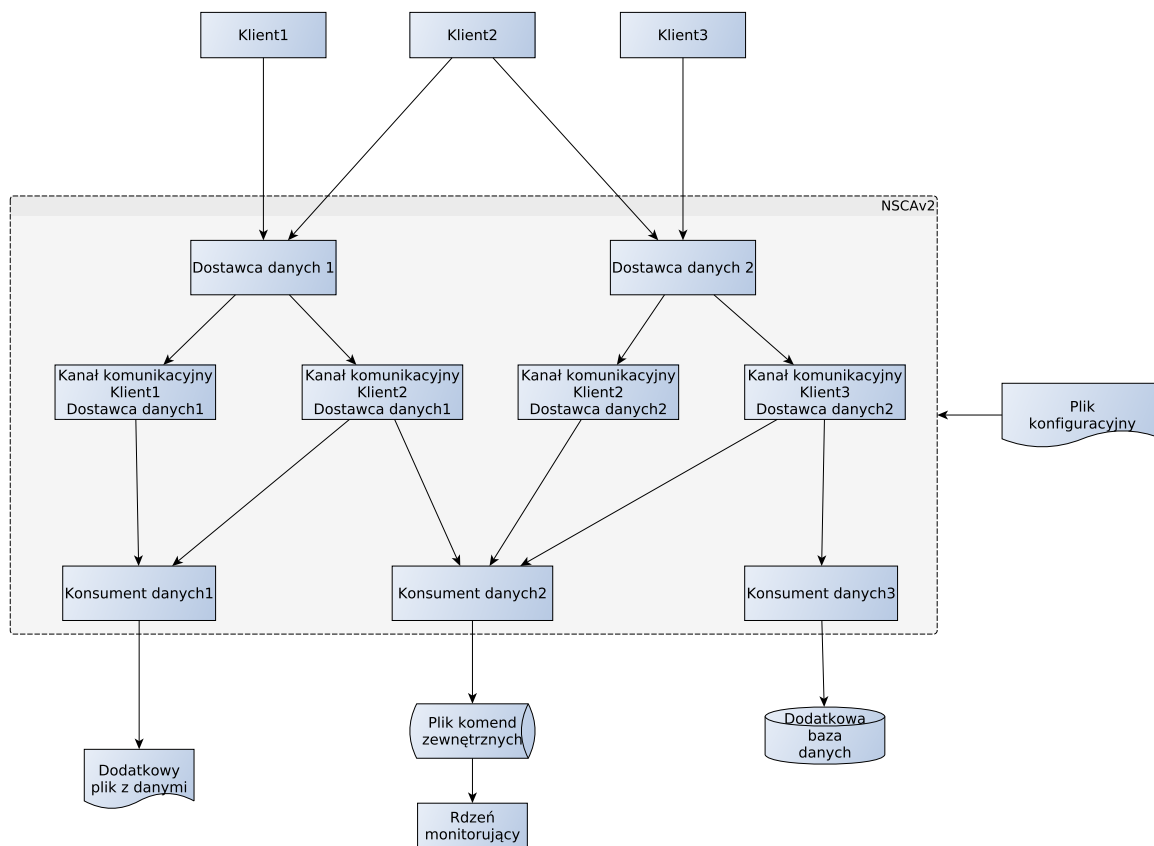 Klient1
Klient2
Klient3
NSCAv2
Dostawca danych 1
Dostawca danych 2
Kanał komunikacyjny
Klient1
Dostawca danych1
Kanał komunikacyjny
Klient2
Dostawca danych1
Kanał komunikacyjny
Klient2
Dostawca danych2
Kanał komunikacyjny
Klient3
Dostawca danych2
Plik
konfiguracyjny
Konsument danych1
Konsument danych2
Konsument danych3
Dodatkowy
plik z danymi
Plik komend
zewnętrznych
Dodatkowa
baza
danych
Rdzeń
monitorujący